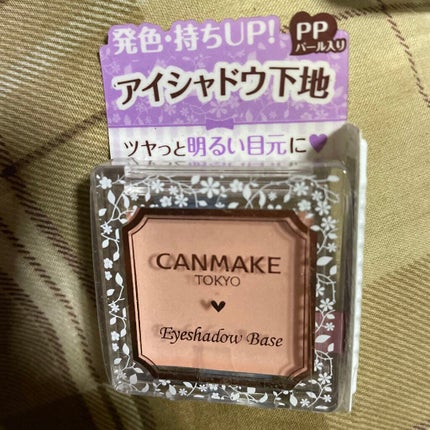 発色・持ちUP!
PP
パール入り
アイシャドウ下地
ツヤっと明るい目元に♥
CANMAKE
TOKYO
Eyeshadow Base